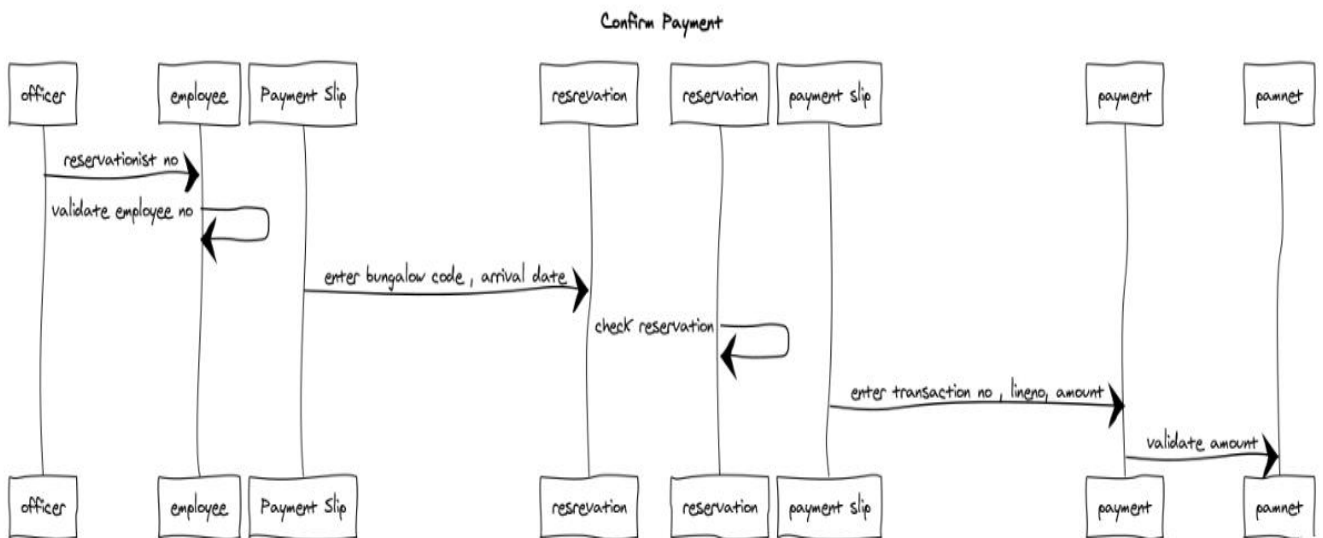 Confirm Payment
officer
employee
Payment Slip
resrevation
reservation
payment slip
payment
pamnet
reservationist no
validate employee no
enter bungalow code , arrival date
check reservation
enter transaction no , lineno, amount
validate amount
officer
employee
Payment Slip
resrevation
reservation
payment slip
payment
pamnet